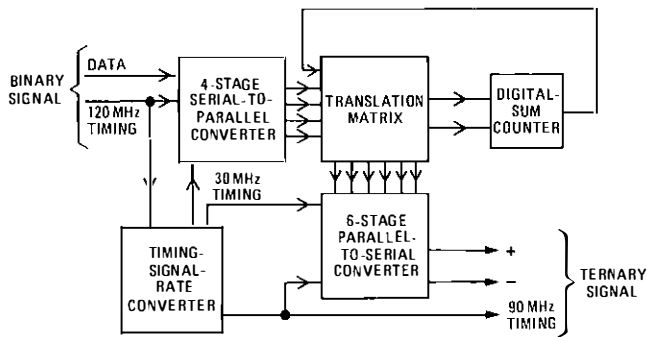 BINARY
SIGNAL
DATA
120 MHz
TIMING
4-STAGE
SERIAL-TO-
PARALLEL
CONVERTER
TRANSLATION
MATRIX
DIGITAL-
SUM
COUNTER
30 MHz
TIMING
TIMING-
SIGNAL-
RATE
CONVERTER
6-STAGE
PARALLEL-
TO-SERIAL
CONVERTER
+
−
90 MHz
TIMING
TERNARY
SIGNAL